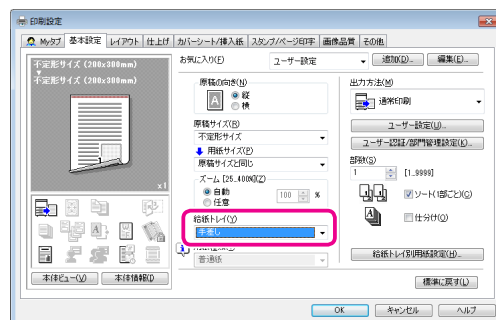 印刷設定
Myタブ 基本設定 レイアウト 仕上げ カバーシート/挿入紙 スタンプ/ページ印字 画像品質 その他
不定形サイズ (200x300mm)
不定形サイズ (200x300mm)
x1
本体ビュー(V) 本体情報(I)
お気に入り(F) ユーザー設定 追加(D)... 編集(E)...
原稿の向き(N)
縦
横
原稿サイズ(R)
不定形サイズ
用紙サイズ(P)
原稿サイズと同じ
ズーム [25..400%](Z)
自動
任意
100 %
給紙トレイ(Y)
手差し
普通紙
出力方法(M)
通常印刷
ユーザー設定(U)...
ユーザー認証/部門管理設定(K)...
部数(S)
1 [1..9999]
ソート(1部ごと)(G)
仕分け(O)
給紙トレイ別用紙設定(H)...
標準に戻す(L)
OK キャンセル ヘルプ